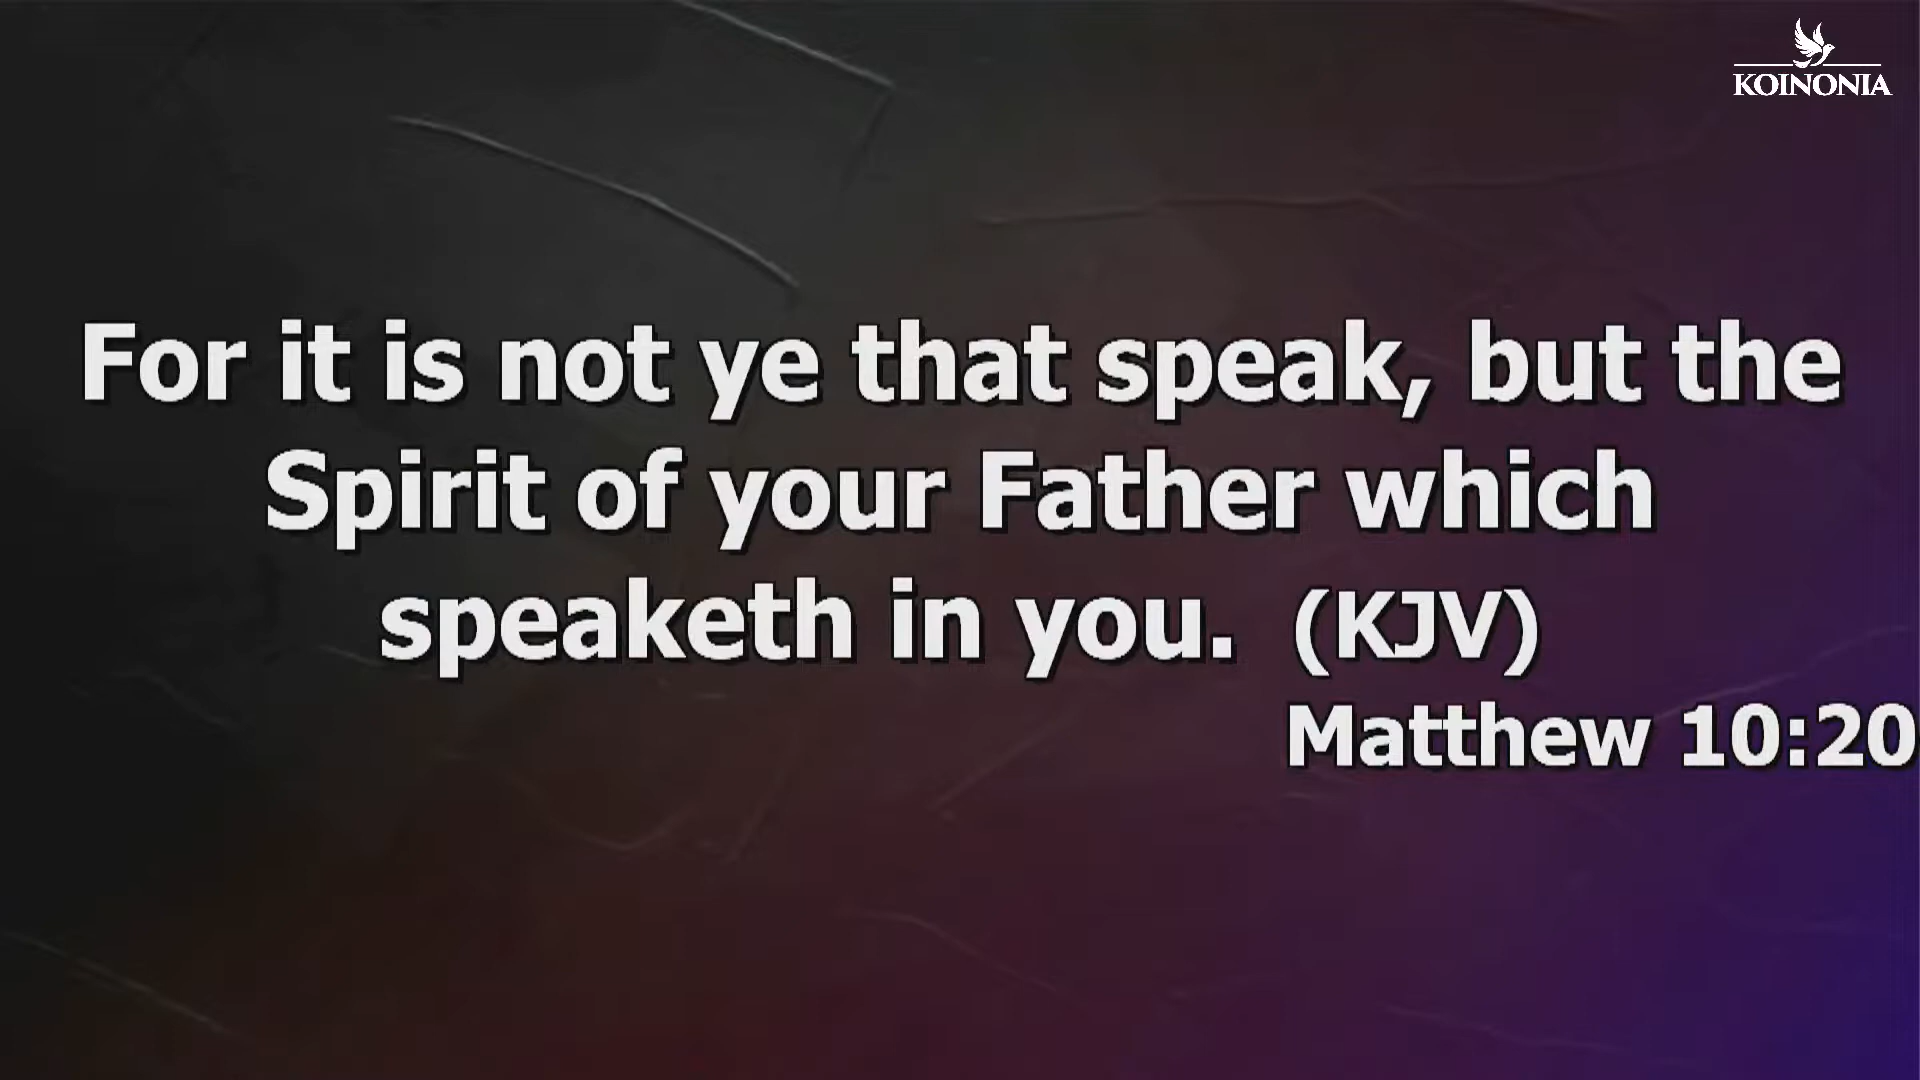 KOINONIA
For it is not ye that speak, but the
Spirit of your Father which
speaketh in you. (KJV)
Matthew 10:20